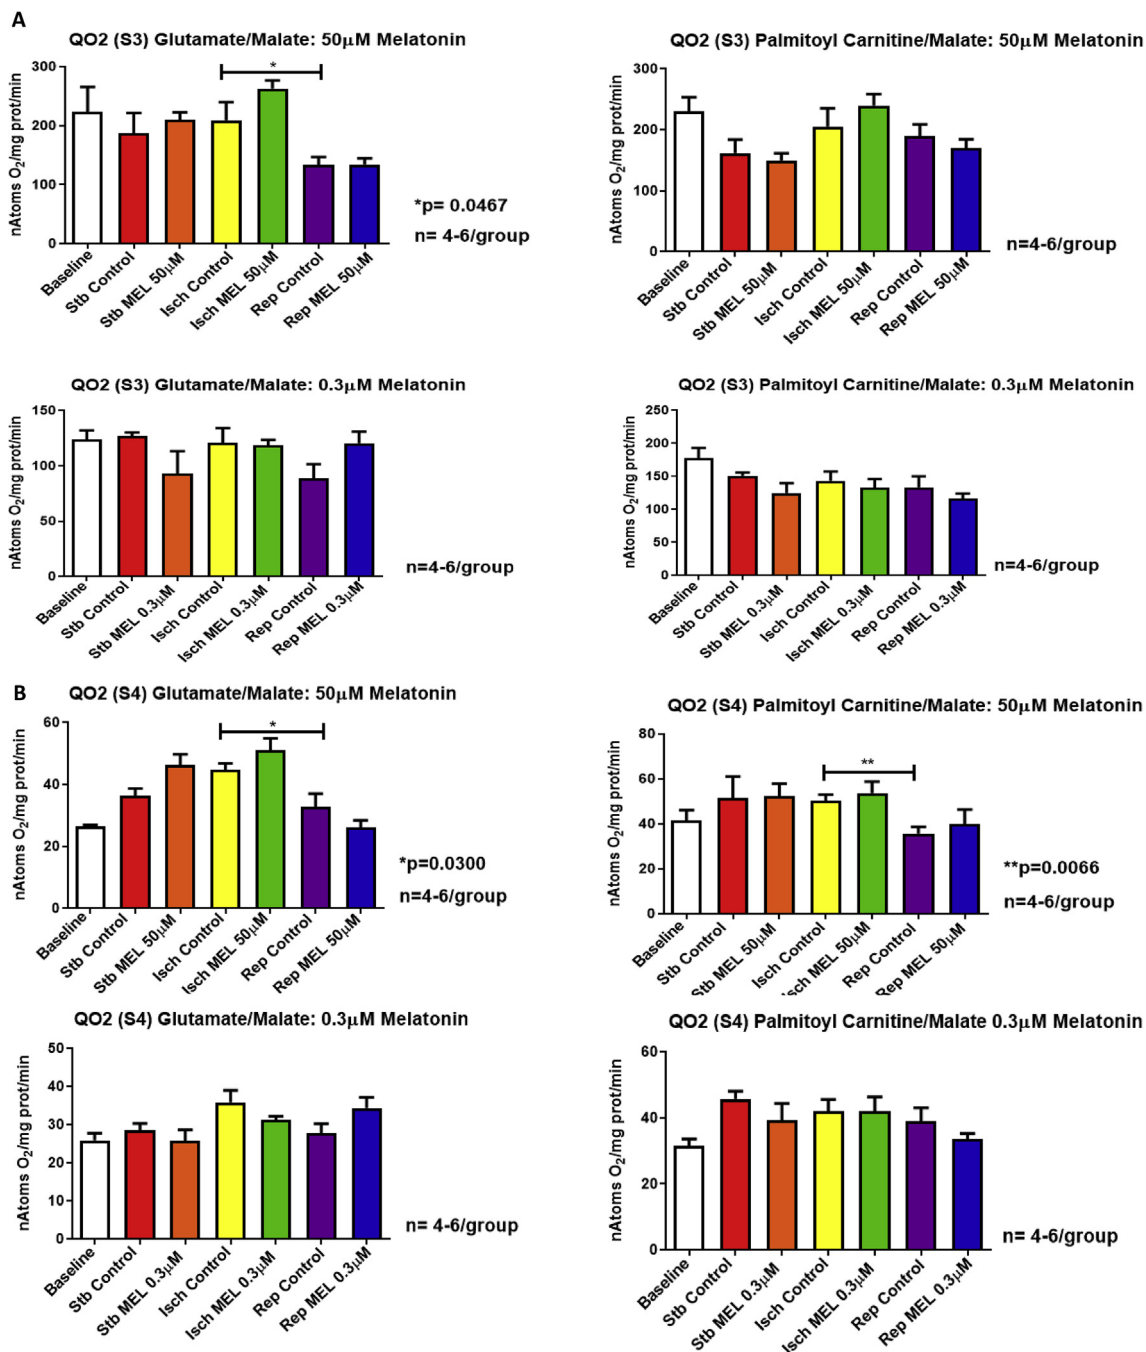 A
QO2 (S3) Glutamate/Malate: 50μM Melatonin
nAtoms O₂/mg prot/min
300
200
100
0
*
*p= 0.0467
n= 4-6/group
Baseline
Stb Control
Stb MEL 50μM
Isch Control
Isch MEL 50μM
Rep Control
Rep MEL 50μM
QO2 (S3) Palmitoyl Carnitine/Malate: 50μM Melatonin
nAtoms O₂/mg prot/min
300
200
100
0
n=4-6/group
Baseline
Stb Control
Stb MEL 50μM
Isch Control
Isch MEL 50μM
Rep Control
Rep MEL 50μM
QO2 (S3) Glutamate/Malate: 0.3μM Melatonin
nAtoms O₂/mg prot/min
150
100
50
0
n=4-6/group
Baseline
Stb Control
Stb MEL 0.3μM
Isch Control
Isch MEL 0.3μM
Rep Control
Rep MEL 0.3μM
QO2 (S3) Palmitoyl Carnitine/Malate: 0.3μM Melatonin
nAtoms O₂/mg prot/min
250
200
150
100
50
0
n=4-6/group
Baseline
Stb Control
Stb MEL 0.3μM
Isch Control
Isch MEL 0.3μM
Rep Control
Rep MEL 0.3μM
B
QO2 (S4) Glutamate/Malate: 50μM Melatonin
nAtoms O₂/mg prot/min
60
40
20
0
*
*p=0.0300
n=4-6/group
Baseline
Stb Control
Stb MEL 50μM
Isch Control
Isch MEL 50μM
Rep Control
Rep MEL 50μM
QO2 (S4) Palmitoyl Carnitine/Malate: 50μM Melatonin
nAtoms O₂/mg prot/min
80
60
40
20
0
**
**p=0.0066
n=4-6/group
Baseline
Stb Control
Stb MEL 50μM
Isch Control
Isch MEL 50μM
Rep Control
Rep MEL 50μM
QO2 (S4) Glutamate/Malate: 0.3μM Melatonin
nAtoms O₂/mg prot/min
50
40
30
20
10
0
n= 4-6/group
Baseline
Stb Control
Stb MEL 0.3μM
Isch Control
Isch MEL 0.3μM
Rep Control
Rep MEL 0.3μM
QO2 (S4) Palmitoyl Carnitine/Malate 0.3μM Melatonin
nAtoms O₂/mg prot/min
60
40
20
0
n= 4-6/group
Baseline
Stb Control
Stb MEL 0.3μM
Isch Control
Isch MEL 0.3μM
Rep Control
Rep MEL 0.3μM